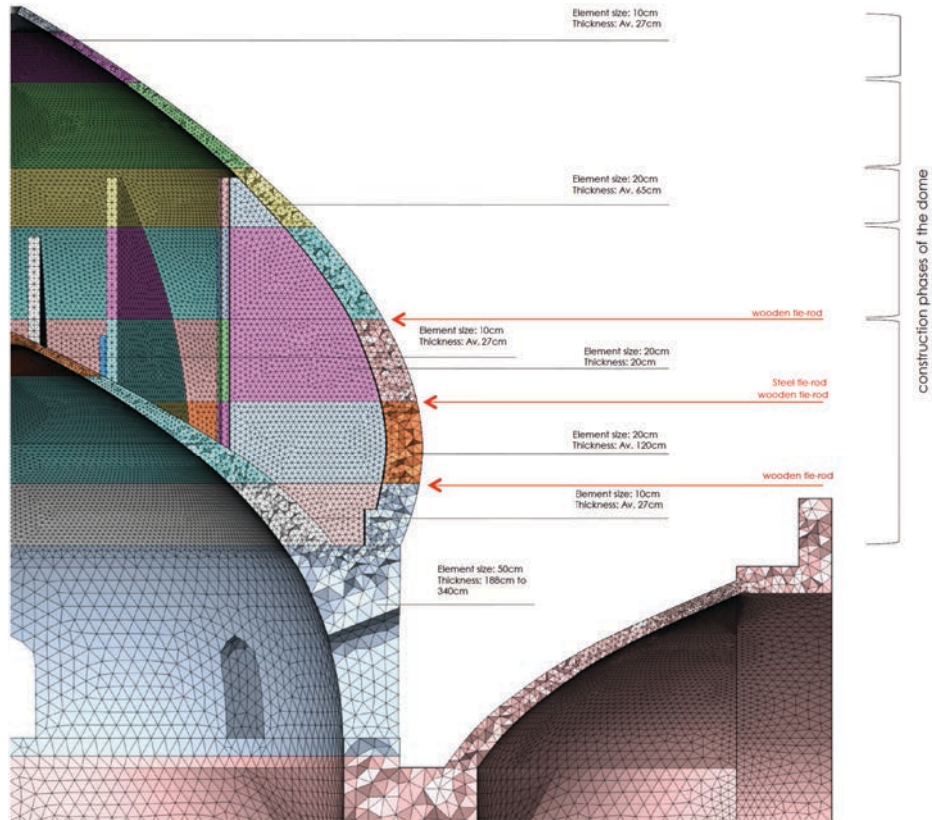 Element size: 10cm
Thickness: Av. 27cm
Element size: 20cm
Thickness: Av. 65cm
construction phases of the dome
wooden tie-rod
Element size: 10cm
Thickness: Av. 27cm
Element size: 20cm
Thickness: 20cm
Steel tie-rod
wooden tie-rod
Element size: 20cm
Thickness: Av. 120cm
wooden tie-rod
Element size: 10cm
Thickness: Av. 27cm
Element size: 50cm
Thickness: 188cm to
340cm